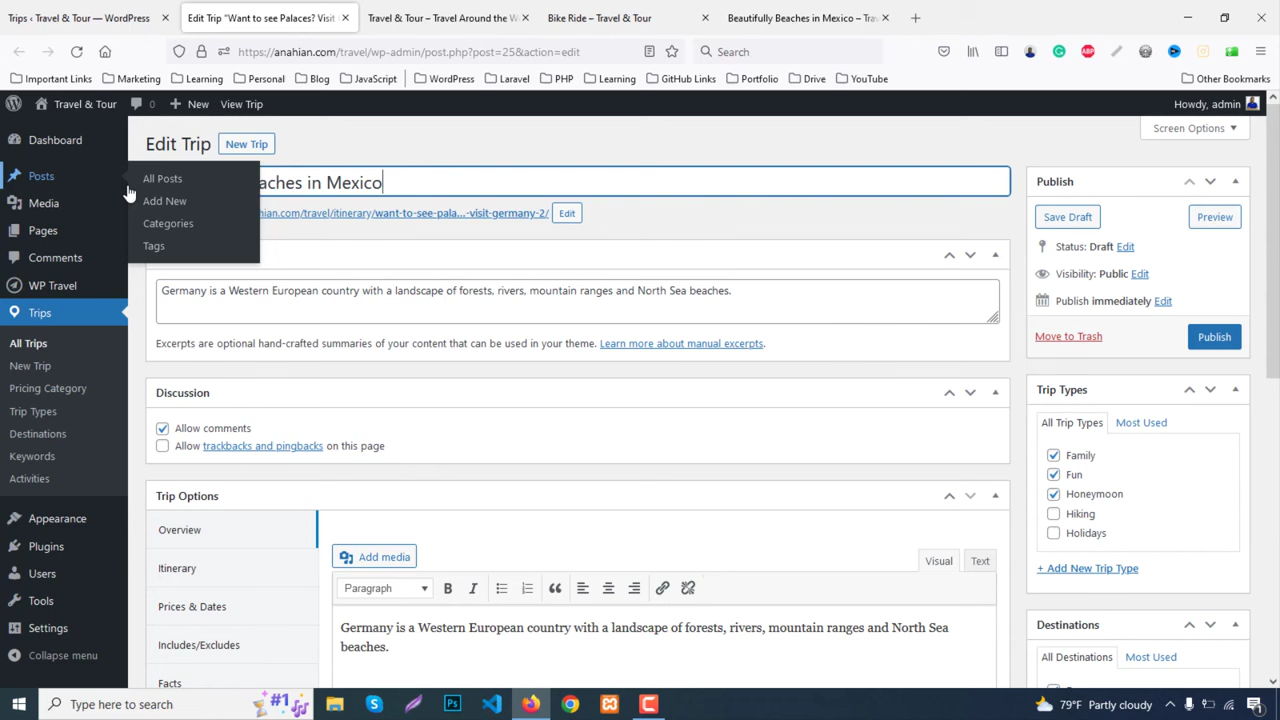 Trips ‹ Travel & Tour — WordPress
Edit Trip "Want to see Palaces? Visit
Travel & Tour – Travel Around the W
Bike Ride – Travel & Tour
Beautifully Beaches in Mexico – Trav
https://anahian.com/travel/wp-admin/post.php?post=25&action=edit
Search
Important Links
Marketing
Learning
Personal
Blog
JavaScript
WordPress
Laravel
PHP
Learning
GitHub Links
Portfolio
Drive
YouTube
Other Bookmarks
Travel & Tour
0
New
View Trip
Howdy, admin
Dashboard
Posts
Media
Pages
Comments
WP Travel
Trips
All Trips
New Trip
Pricing Category
Trip Types
Destinations
Keywords
Activities
Appearance
Plugins
Users
Tools
Settings
Collapse menu
All Posts
Add New
Categories
Tags
Edit Trip
New Trip
Screen Options
aches in Mexico
ahian.com/travel/itinerary/want-to-see-pala...-visit-germany-2/
Edit
Germany is a Western European country with a landscape of forests, rivers, mountain ranges and North Sea beaches.
Excerpts are optional hand-crafted summaries of your content that can be used in your theme. Learn more about manual excerpts.
Discussion
Allow comments
Allow trackbacks and pingbacks on this page
Trip Options
Overview
Itinerary
Prices & Dates
Includes/Excludes
Facts
Add media
Visual
Text
Paragraph
B
I
Germany is a Western European country with a landscape of forests, rivers, mountain ranges and North Sea
beaches.
Publish
Save Draft
Preview
Status: Draft Edit
Visibility: Public Edit
Publish immediately Edit
Move to Trash
Publish
Trip Types
All Trip Types
Most Used
Family
Fun
Honeymoon
Hiking
Holidays
+ Add New Trip Type
Destinations
All Destinations
Most Used
Type here to search
#1
79°F Partly cloudy